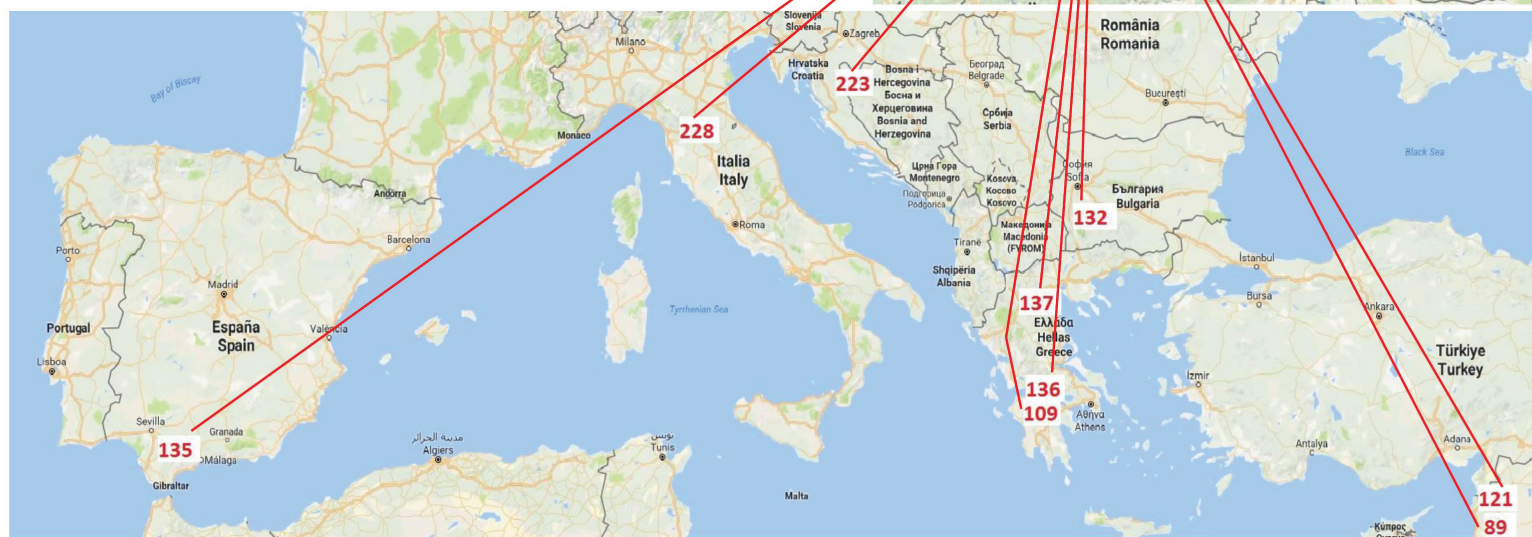 Slovenija
Slovenia
România
Romania
Milano
Zagreb
Hrvatska
Croatia
223
Bosna i
Hercegovina
Босна и
Херцеговина
Bosnia and
Herzegovina
Београд
Belgrade
Bay of Biscay
București
Србија
Serbia
228
Monaco
Italia
Italy
Црна Гора
Montenegro
Подгорица
Podgorica
Kosova
Косово
Kosovo
София
Sofia
България
Bulgaria
Black Sea
Andorra
132
Roma
Македонија
Macedonia
(FYROM)
Barcelona
Porto
Tiranë
Shqipëria
Albania
İstanbul
Madrid
Bursa
137
Ankara
Tyrrhenian Sea
Portugal
España
Spain
València
Ελλάδα
Hellas
Greece
Türkiye
Turkey
Lisboa
İzmir
136
109
Αθήνα
Athens
Sevilla
Granada
135
Málaga
مدينة الجزائر
Algiers
تونس
Tunis
Antalya
Adana
Gibraltar
Malta
121
89
Κύπρος